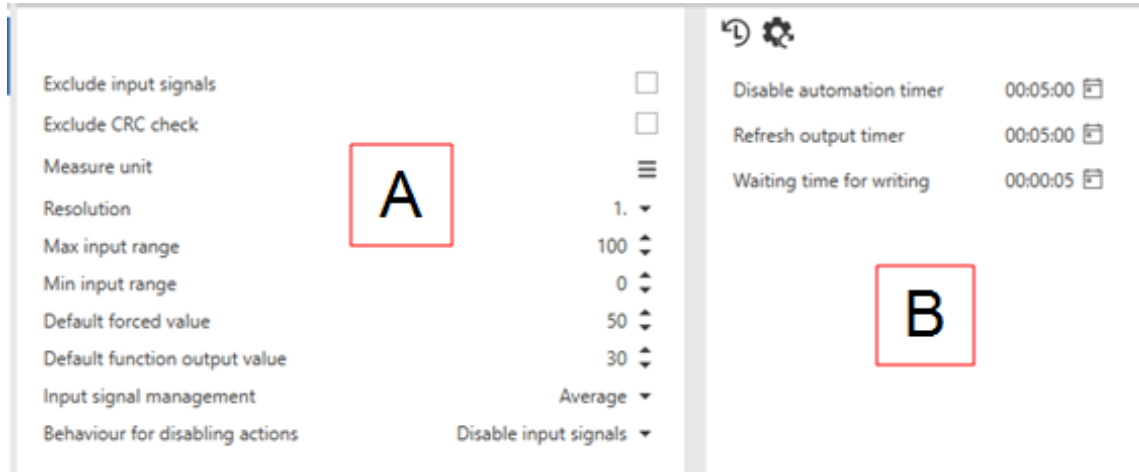 Exclude input signals
Exclude CRC check
Measure unit
Resolution 1.
Max input range 100
Min input range 0
Default forced value 50
Default function output value 30
Input signal management Average
Behaviour for disabling actions Disable input signals
A
Disable automation timer 00:05:00
Refresh output timer 00:05:00
Waiting time for writing 00:00:05
B